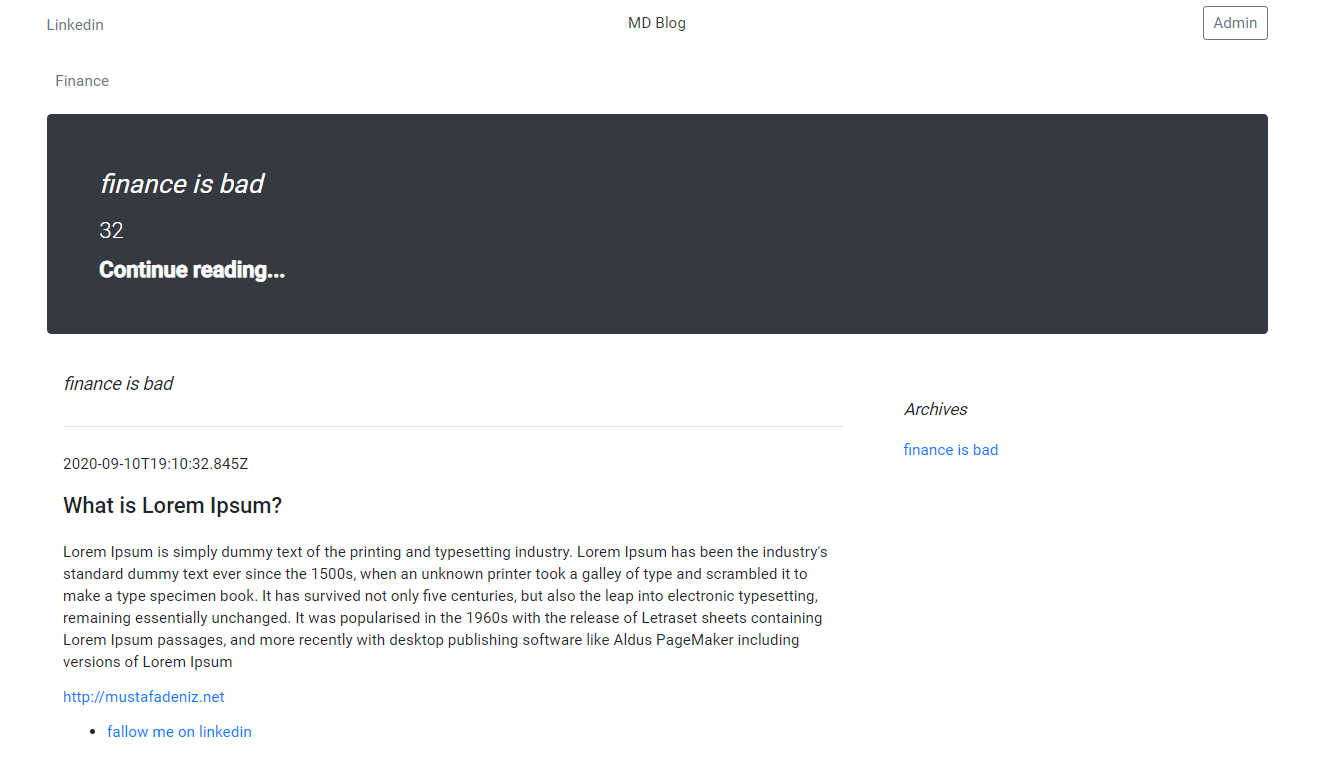 Linkedin
MD Blog
Admin
Finance
finance is bad
32
Continue reading...
finance is bad
2020-09-10T19:10:32.845Z
What is Lorem Ipsum?
Lorem Ipsum is simply dummy text of the printing and typesetting industry. Lorem Ipsum has been the industry's
standard dummy text ever since the 1500s, when an unknown printer took a galley of type and scrambled it to
make a type specimen book. It has survived not only five centuries, but also the leap into electronic typesetting,
remaining essentially unchanged. It was popularised in the 1960s with the release of Letraset sheets containing
Lorem Ipsum passages, and more recently with desktop publishing software like Aldus PageMaker including
versions of Lorem Ipsum
http://mustafadeniz.net
• fallow me on linkedin
Archives
finance is bad